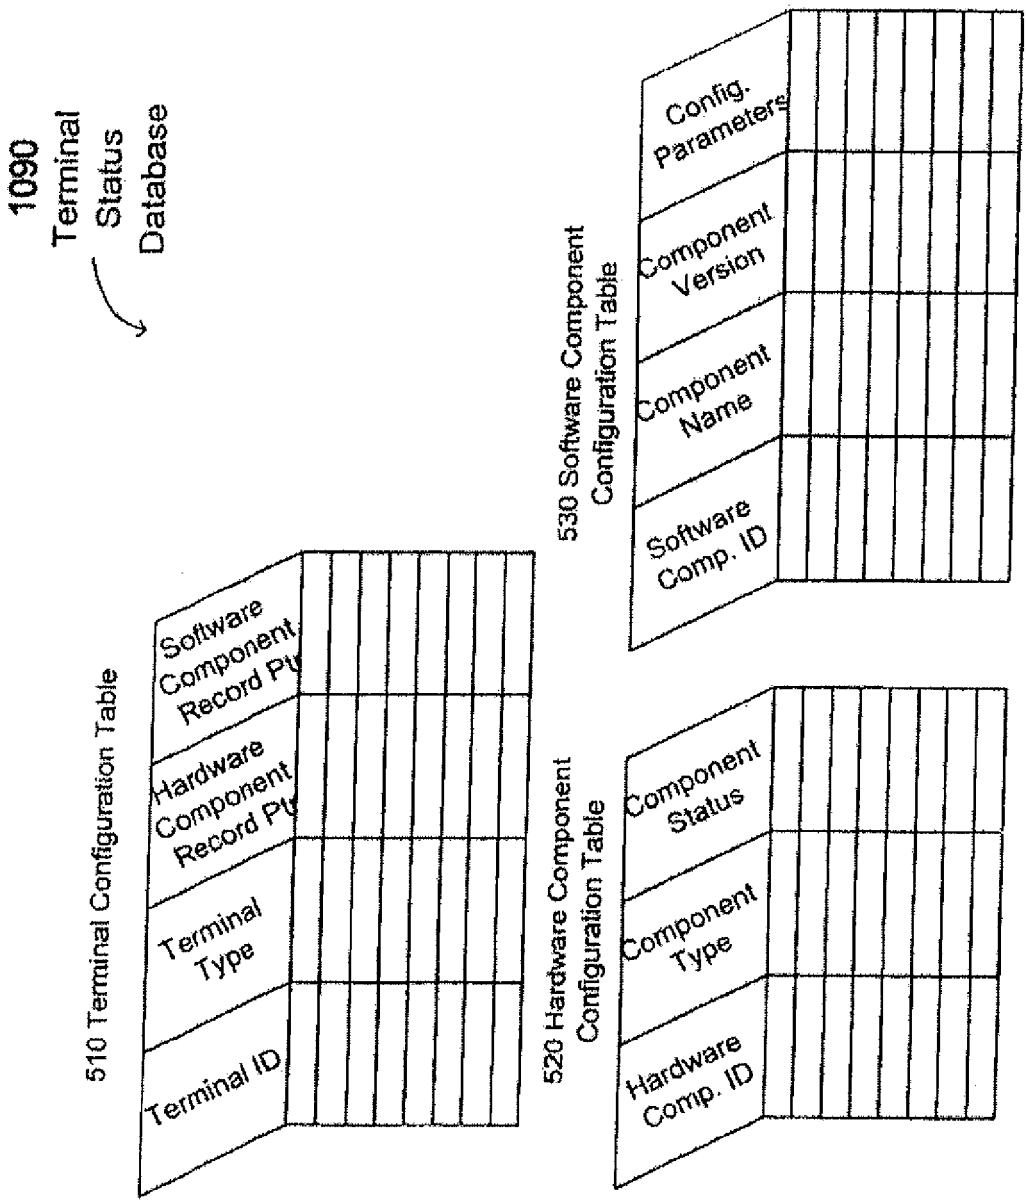 1090
Terminal
Status
Database
510 Terminal Configuration Table
Terminal ID
Terminal
Type
Hardware
Component
Record Ptr
Software
Component
Record Ptr
520 Hardware Component
Configuration Table
Hardware
Comp. ID
Component
Type
Component
Status
530 Software Component
Configuration Table
Software
Comp. ID
Component
Name
Component
Version
Config.
Parameters